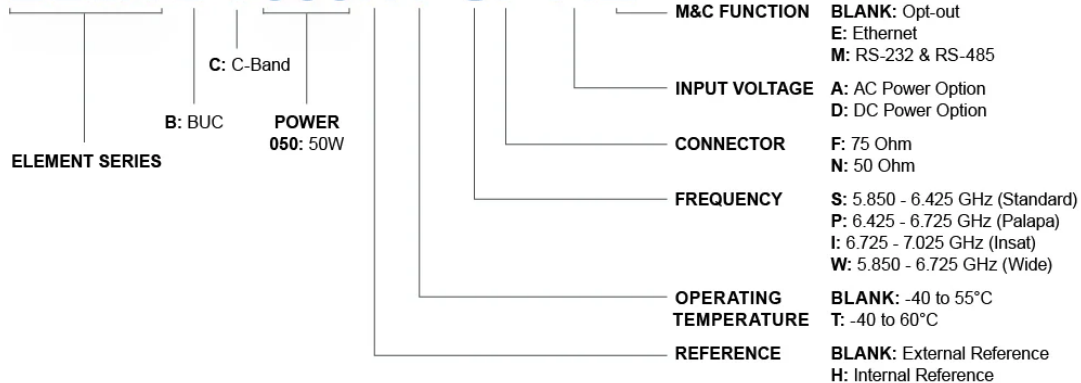 M&C FUNCTION BLANK: Opt-out
E: Ethernet
M: RS-232 & RS-485
C: C-Band
INPUT VOLTAGE A: AC Power Option
D: DC Power Option
B: BUC
POWER
050: 50W
CONNECTOR F: 75 Ohm
N: 50 Ohm
ELEMENT SERIES
FREQUENCY S: 5.850 - 6.425 GHz (Standard)
P: 6.425 - 6.725 GHz (Palapa)
I: 6.725 - 7.025 GHz (Insat)
W: 5.850 - 6.725 GHz (Wide)
OPERATING BLANK: -40 to 55°C
TEMPERATURE T: -40 to 60°C
REFERENCE BLANK: External Reference
H: Internal Reference